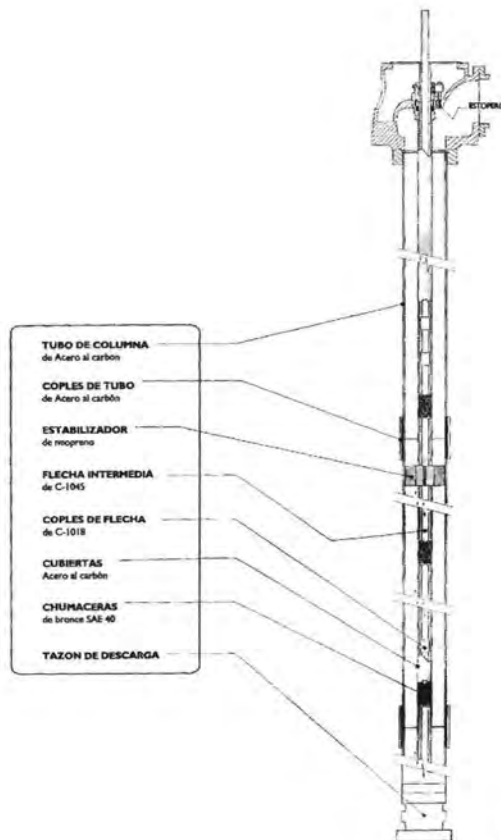 ESTOPERO
TUBO DE COLUMNA
de Acero al carbon
COPLES DE TUBO
de Acero al carbón
ESTABILIZADOR
de neopreno
FLECHA INTERMEDIA
de C-1045
COPLES DE FLECHA
de C-1018
CUBIERTAS
Acero al carbón
CHUMACERAS
de bronce SAE 40
TAZON DE DESCARGA